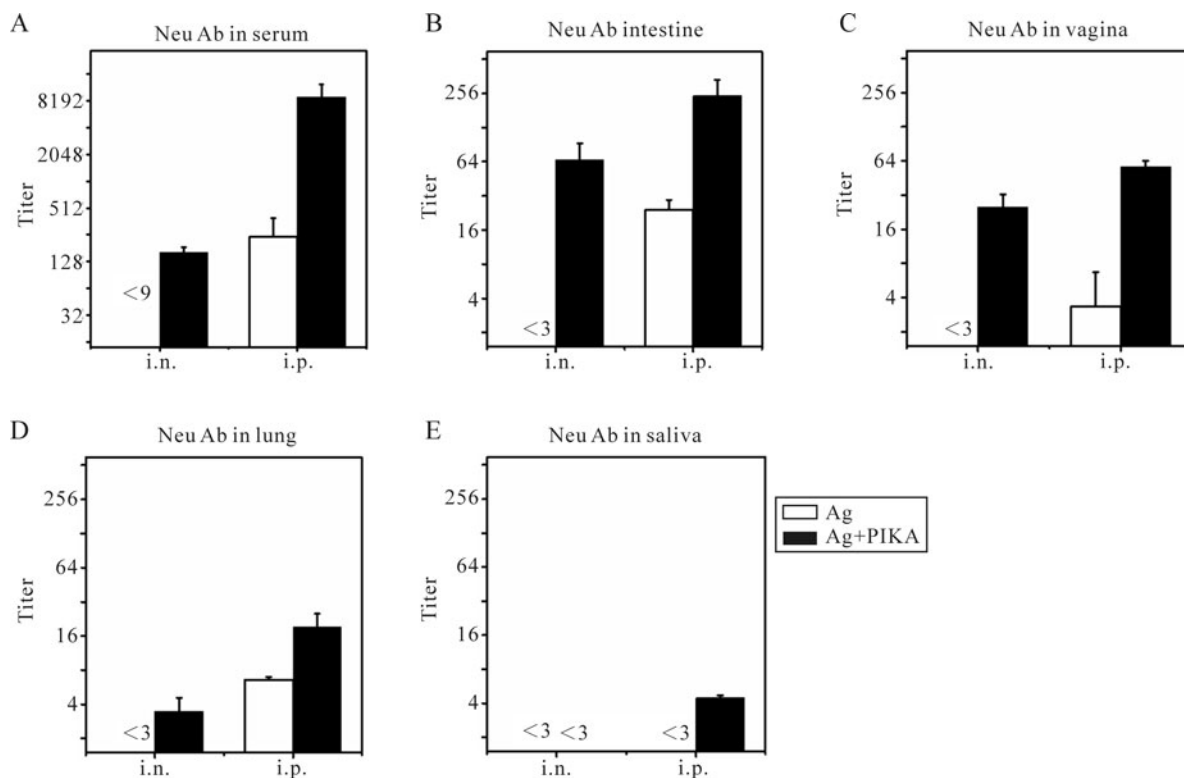 A
Neu Ab in serum
Titer
8192
2048
512
128
32
<9
i.n.
i.p.
B
Neu Ab intestine
Titer
256
64
16
4
<3
i.n.
i.p.
C
Neu Ab in vagina
Titer
256
64
16
4
<3
i.n.
i.p.
D
Neu Ab in lung
Titer
256
64
16
4
<3
i.n.
i.p.
E
Neu Ab in saliva
Titer
256
64
16
4
<3 <3 <3
i.n.
i.p.
Ag
Ag+PIKA